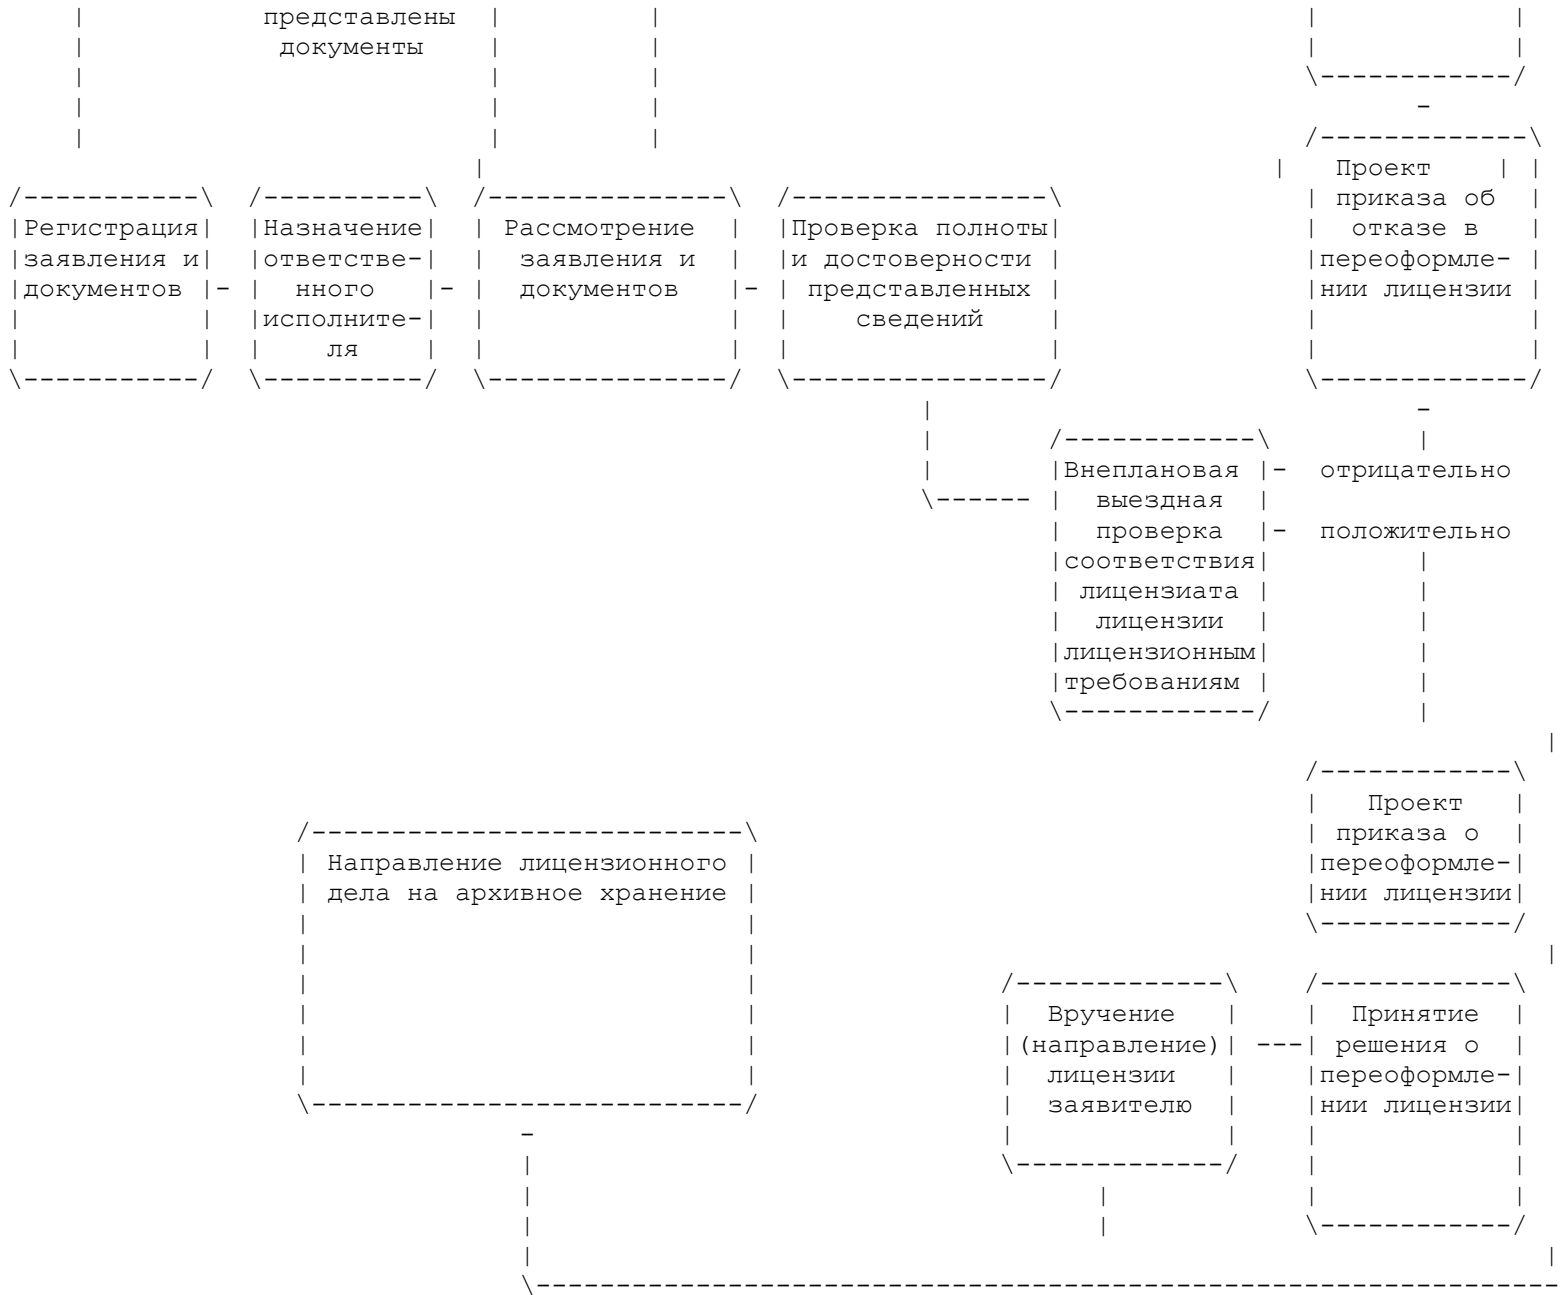 представлены
документы
Регистрация
заявления и
документов
Назначение
ответстве-
нного
исполните-
ля
Рассмотрение
заявления и
документов
Проверка полноты
и достоверности
представленных
сведений
Проект
приказа об
отказе в
переоформле-
нии лицензии
Внеплановая
выездная
проверка
соответствия
лицензиата
лицензии
лицензионным
требованиям
отрицательно
положительно
Проект
приказа о
переоформле-
нии лицензии
Направление лицензионного
дела на архивное хранение
Вручение
(направление)
лицензии
заявителю
Принятие
решения о
переоформле-
нии лицензии